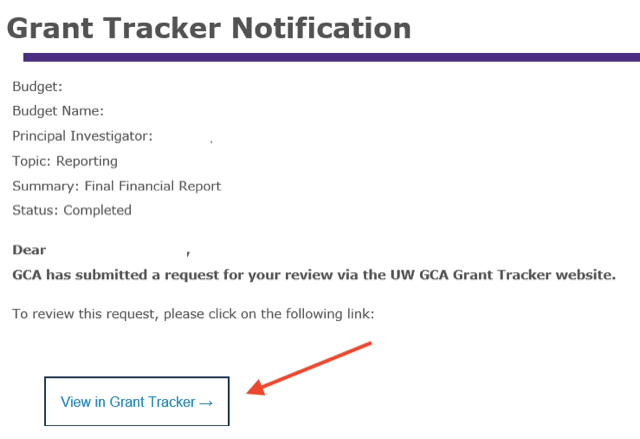 Grant Tracker Notification
Budget:
Budget Name:
Principal Investigator: .
Topic: Reporting
Summary: Final Financial Report
Status: Completed
Dear ,
GCA has submitted a request for your review via the UW GCA Grant Tracker website.
To review this request, please click on the following link:
View in Grant Tracker →